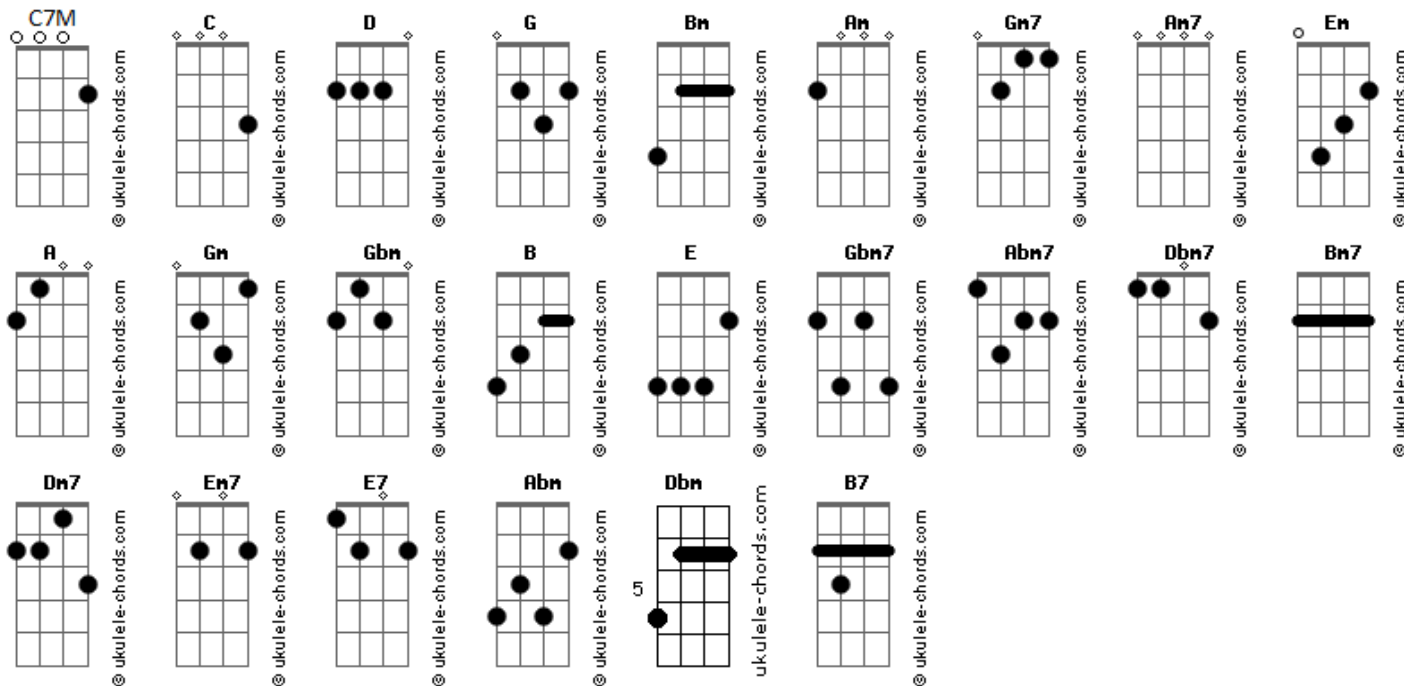 C7M C D G Bm Am Gm7 Am7 Em
© ukulele-chords.com © ukulele-chords.com © ukulele-chords.com © ukulele-chords.com © ukulele-chords.com © ukulele-chords.com © ukulele-chords.com © ukulele-chords.com © ukulele-chords.com
A Gm Gbm B E Gbm7 Abm7 Dbm7 Bm7
© ukulele-chords.com © ukulele-chords.com © ukulele-chords.com © ukulele-chords.com © ukulele-chords.com © ukulele-chords.com © ukulele-chords.com © ukulele-chords.com © ukulele-chords.com
Dm7 Em7 E7 Abm Dbm B7
© ukulele-chords.com © ukulele-chords.com © ukulele-chords.com © ukulele-chords.com 5 ukulele-chords.com © ukulele-chords.com